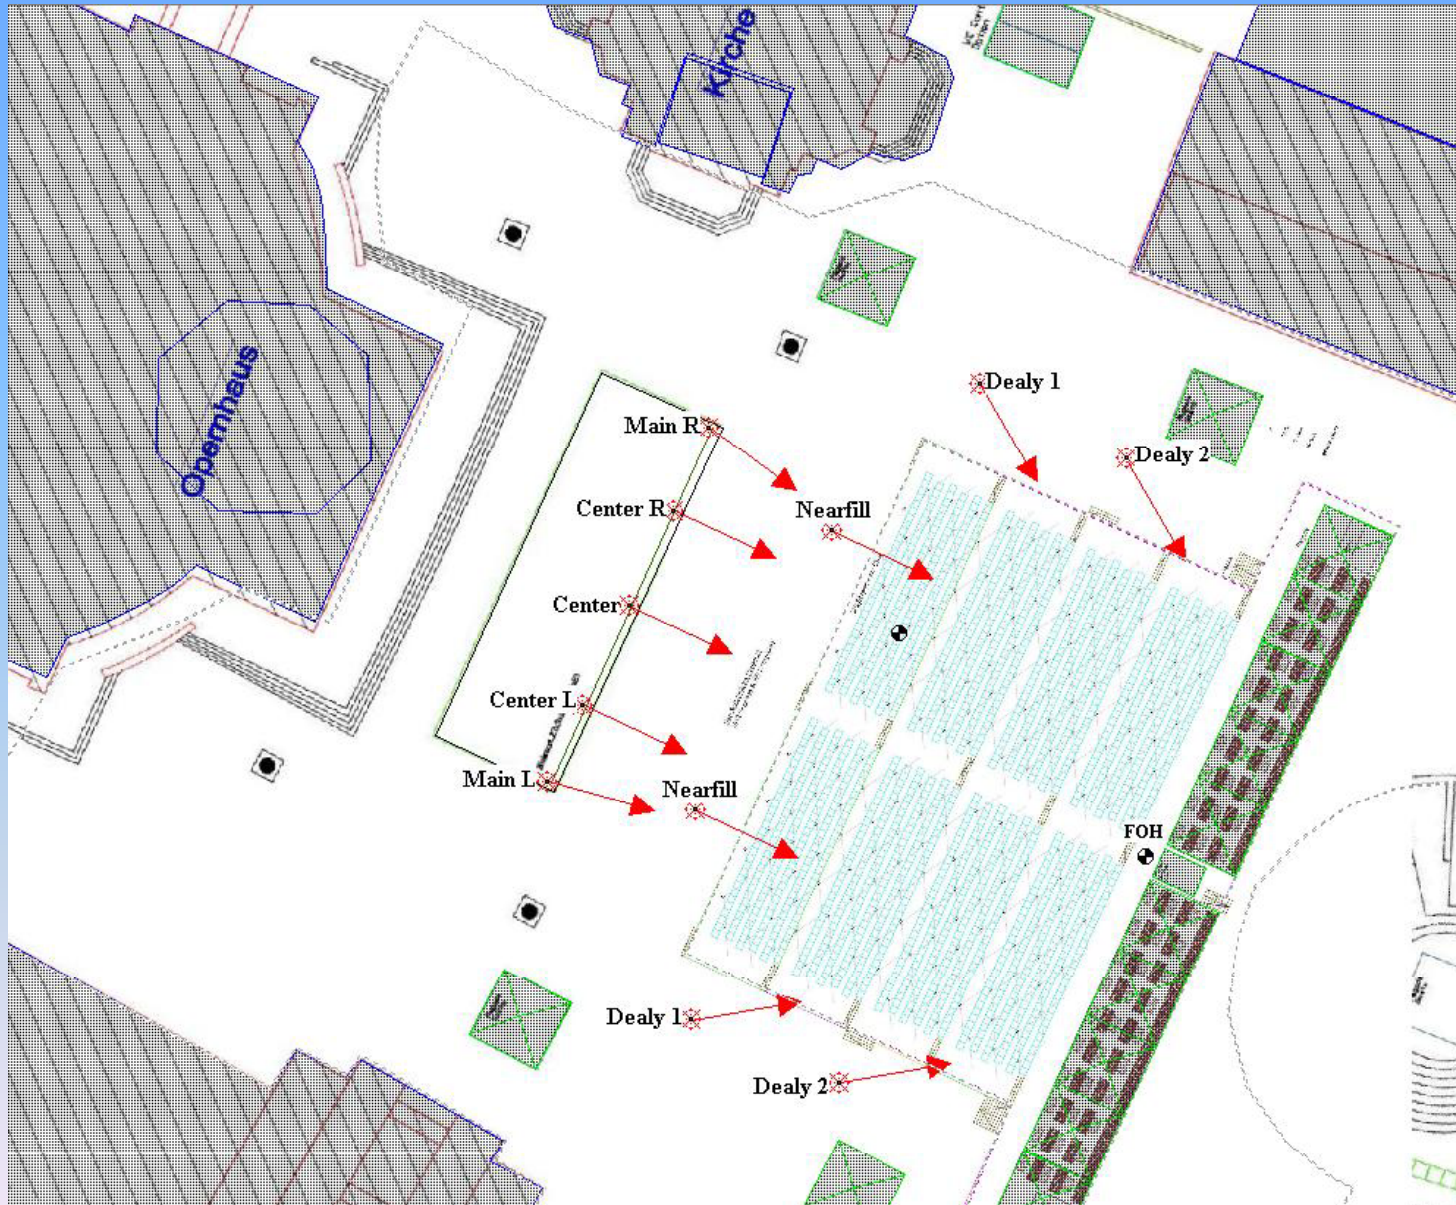 Kirche
Opernhaus
Dealy 1
Main R
Dealy 2
Center R
Nearfill
Center
Center L
Main L
Nearfill
FOH
Dealy 1
Dealy 2